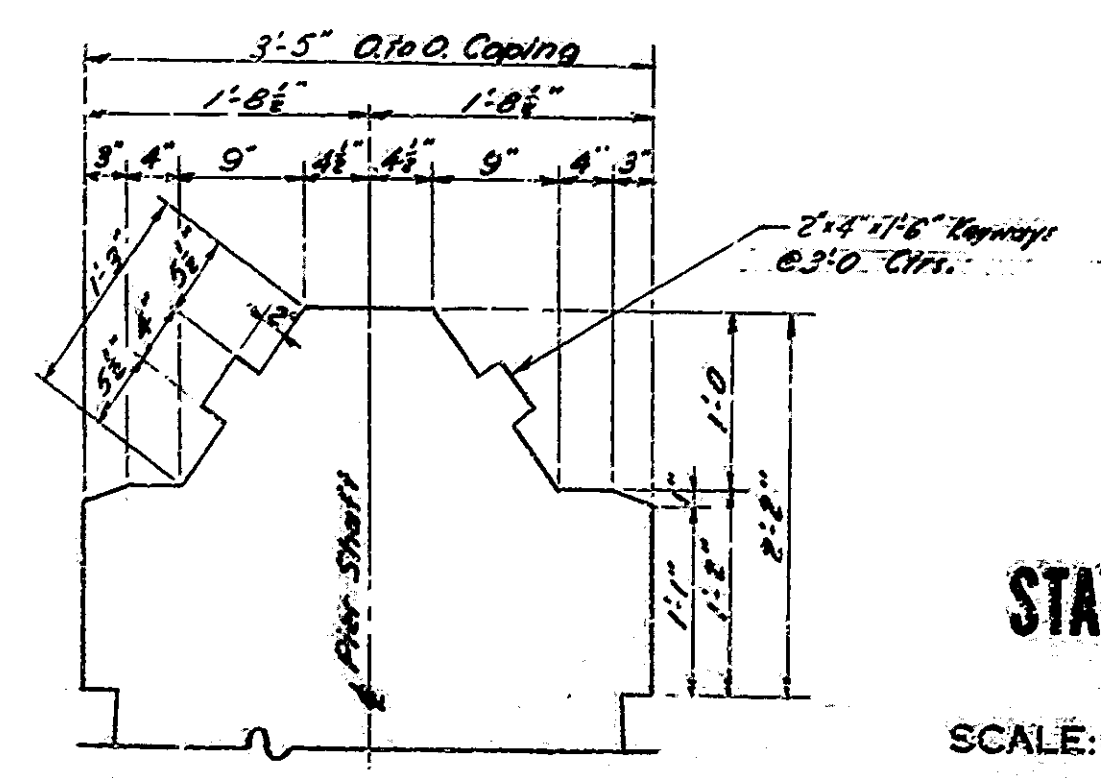 3'-5" O. to O. Coping
1'-8½" 1'-8½"
3" 4" 9" 4½" 4½" 9" 4" 3"
2"x4"x1'-6" Keyways
@ 3'-0 Ctrs.
1'-3"
5½"
4"
5½"
2"
1'-0
1"
1'-1"
1'-2"
2'-2"
℄ Pier Shaft
STA
SCALE: